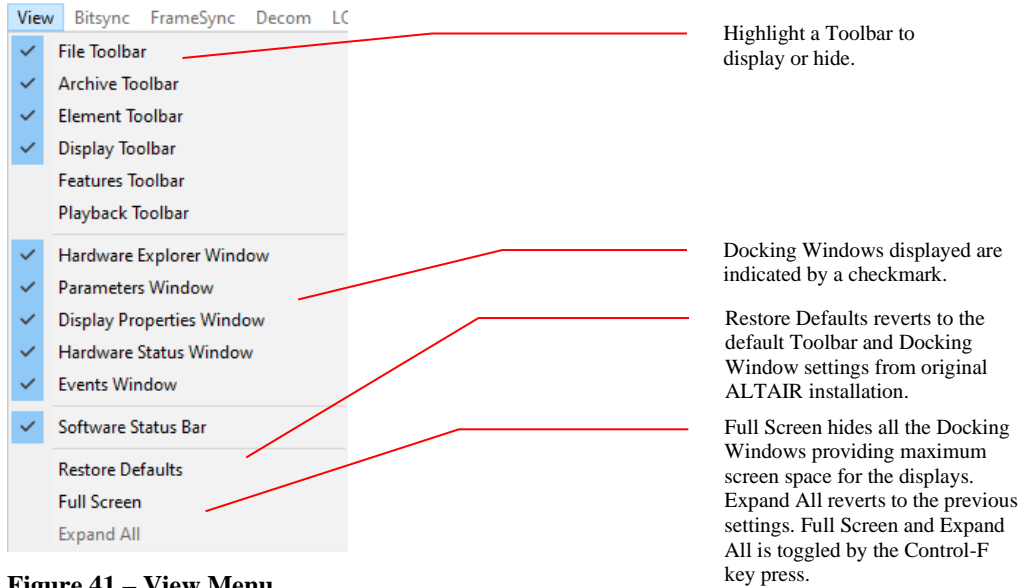 View Bitsync FrameSync Decom
File Toolbar
Archive Toolbar
Element Toolbar
Display Toolbar
Features Toolbar
Playback Toolbar
Hardware Explorer Window
Parameters Window
Display Properties Window
Hardware Status Window
Events Window
Software Status Bar
Restore Defaults
Full Screen
Expand All
Highlight a Toolbar to
display or hide.
Docking Windows displayed are
indicated by a checkmark.
Restore Defaults reverts to the
default Toolbar and Docking
Window settings from original
ALTAIR installation.
Full Screen hides all the Docking
Windows providing maximum
screen space for the displays.
Expand All reverts to the previous
settings. Full Screen and Expand
All is toggled by the Control-F
key press.
Figure 41 – View Menu